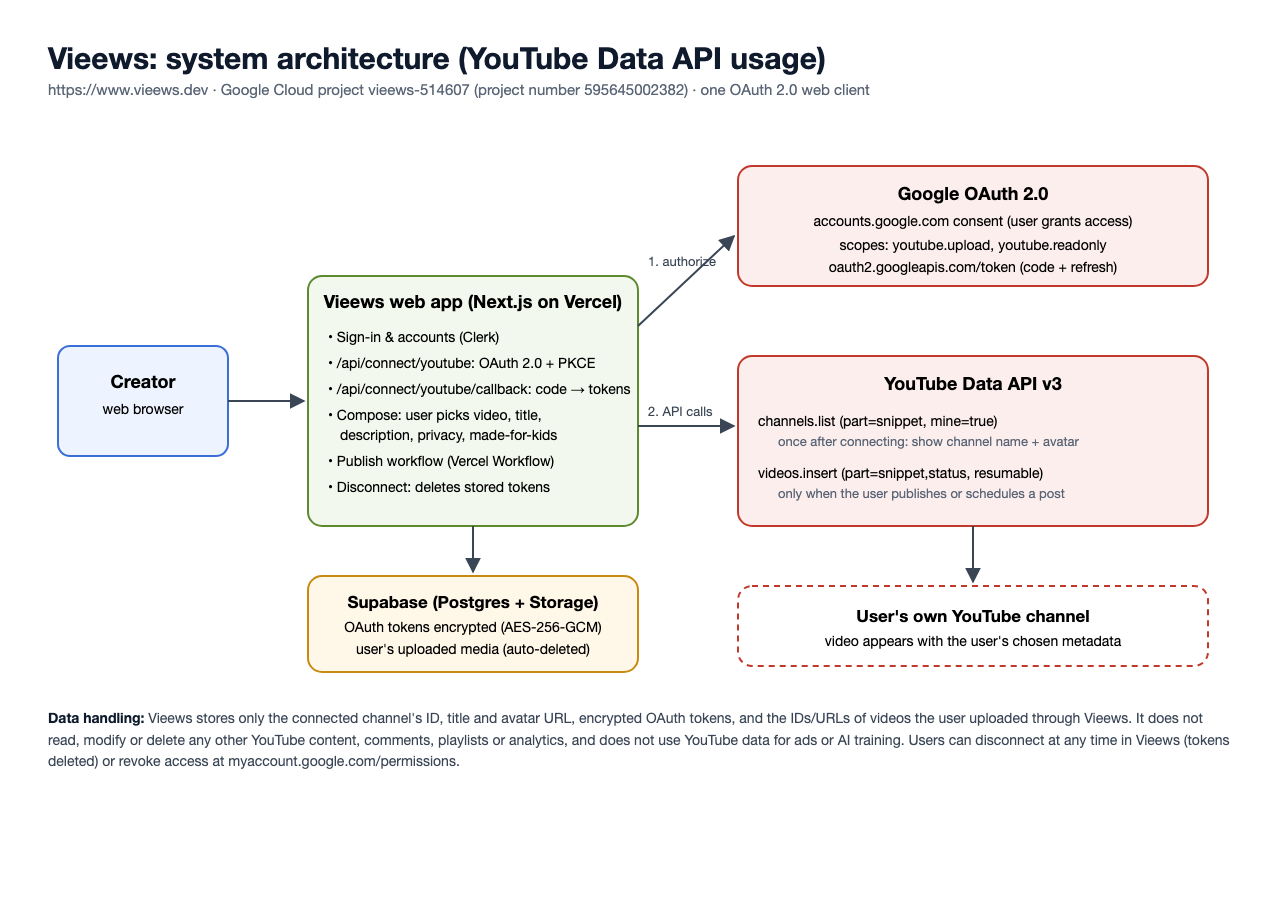 Vieews: system architecture (YouTube Data API usage)
https://www.vieews.dev · Google Cloud project vieews-514607 (project number 595645002382) · one OAuth 2.0 web client
Creator
web browser
Vieews web app (Next.js on Vercel)
• Sign-in & accounts (Clerk)
• /api/connect/youtube: OAuth 2.0 + PKCE
• /api/connect/youtube/callback: code → tokens
• Compose: user picks video, title,
description, privacy, made-for-kids
• Publish workflow (Vercel Workflow)
• Disconnect: deletes stored tokens
1. authorize
2. API calls
Google OAuth 2.0
accounts.google.com consent (user grants access)
scopes: youtube.upload, youtube.readonly
oauth2.googleapis.com/token (code + refresh)
YouTube Data API v3
channels.list (part=snippet, mine=true)
once after connecting: show channel name + avatar
videos.insert (part=snippet,status, resumable)
only when the user publishes or schedules a post
Supabase (Postgres + Storage)
OAuth tokens encrypted (AES-256-GCM)
user's uploaded media (auto-deleted)
User's own YouTube channel
video appears with the user's chosen metadata
Data handling: Vieews stores only the connected channel's ID, title and avatar URL, encrypted OAuth tokens, and the IDs/URLs of videos the user uploaded through Vieews. It does not
read, modify or delete any other YouTube content, comments, playlists or analytics, and does not use YouTube data for ads or AI training. Users can disconnect at any time in Vieews (tokens
deleted) or revoke access at myaccount.google.com/permissions.